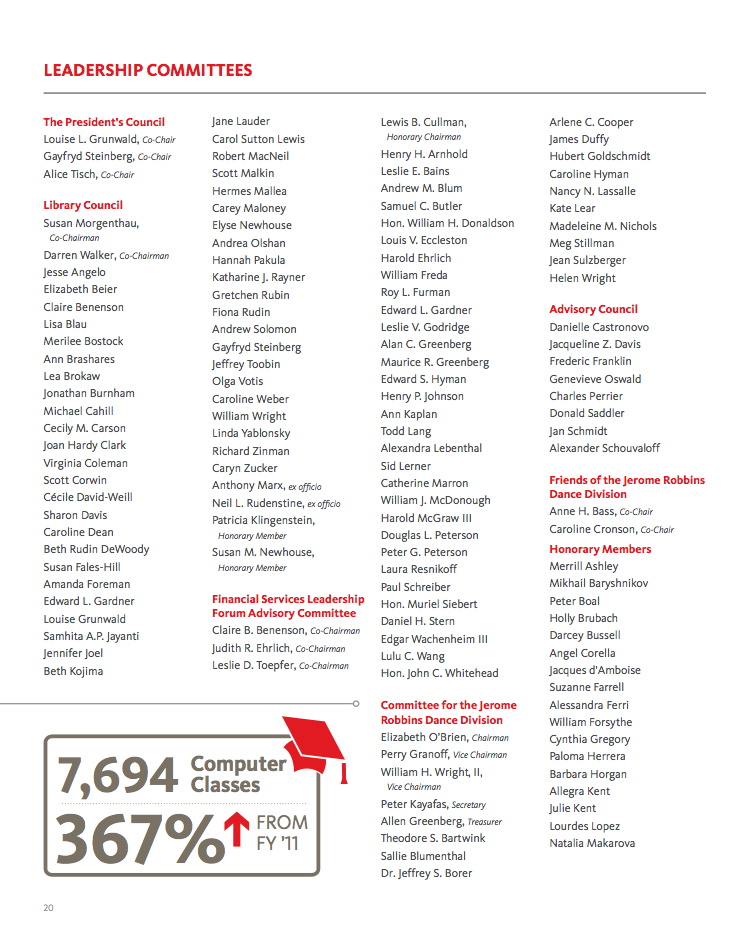 LEADERSHIP COMMITTEES
The President's Council
Louise L. Grunwald, Co-Chair
Gayfryd Steinberg, Co-Chair
Alice Tisch, Co-Chair
Library Council
Susan Morgenthau,
Co-Chairman
Darren Walker, Co-Chairman
Jesse Angelo
Elizabeth Beier
Claire Benenson
Lisa Blau
Merilee Bostock
Ann Brashares
Lea Brokaw
Jonathan Burnham
Michael Cahill
Cecily M. Carson
Joan Hardy Clark
Virginia Coleman
Scott Corwin
Cécile David-Weill
Sharon Davis
Caroline Dean
Beth Rudin DeWoody
Susan Fales-Hill
Amanda Foreman
Edward L. Gardner
Louise Grunwald
Samhita A.P. Jayanti
Jennifer Joel
Beth Kojima
Jane Lauder
Carol Sutton Lewis
Robert MacNeil
Scott Malkin
Hermes Mallea
Carey Maloney
Elyse Newhouse
Andrea Olshan
Hannah Pakula
Katharine J. Rayner
Gretchen Rubin
Fiona Rudin
Andrew Solomon
Gayfryd Steinberg
Jeffrey Toobin
Olga Votis
Caroline Weber
William Wright
Linda Yablonsky
Richard Zinman
Caryn Zucker
Anthony Marx, ex officio
Neil L. Rudenstine, ex officio
Patricia Klingenstein,
Honorary Member
Susan M. Newhouse,
Honorary Member
Financial Services Leadership
Forum Advisory Committee
Claire B. Benenson, Co-Chairman
Judith R. Ehrlich, Co-Chairman
Leslie D. Toepfer, Co-Chairman
Lewis B. Cullman,
Honorary Chairman
Henry H. Arnhold
Leslie E. Bains
Andrew M. Blum
Samuel C. Butler
Hon. William H. Donaldson
Louis V. Eccleston
Harold Ehrlich
William Freda
Roy L. Furman
Edward L. Gardner
Leslie V. Godridge
Alan C. Greenberg
Maurice R. Greenberg
Edward S. Hyman
Henry P. Johnson
Ann Kaplan
Todd Lang
Alexandra Lebenthal
Sid Lerner
Catherine Marron
William J. McDonough
Harold McGraw III
Douglas L. Peterson
Peter G. Peterson
Laura Resnikoff
Paul Schreiber
Hon. Muriel Siebert
Daniel H. Stern
Edgar Wachenheim III
Lulu C. Wang
Hon. John C. Whitehead
Committee for the Jerome
Robbins Dance Division
Elizabeth O'Brien, Chairman
Perry Granoff, Vice Chairman
William H. Wright, II,
Vice Chairman
Peter Kayafas, Secretary
Allen Greenberg, Treasurer
Theodore S. Bartwink
Sallie Blumenthal
Dr. Jeffrey S. Borer
Arlene C. Cooper
James Duffy
Hubert Goldschmidt
Caroline Hyman
Nancy N. Lassalle
Kate Lear
Madeleine M. Nichols
Meg Stillman
Jean Sulzberger
Helen Wright
Advisory Council
Danielle Castronovo
Jacqueline Z. Davis
Frederic Franklin
Genevieve Oswald
Charles Perrier
Donald Saddler
Jan Schmidt
Alexander Schouvaloff
Friends of the Jerome Robbins
Dance Division
Anne H. Bass, Co-Chair
Caroline Cronson, Co-Chair
Honorary Members
Merrill Ashley
Mikhail Baryshnikov
Peter Boal
Holly Brubach
Darcey Bussell
Angel Corella
Jacques d'Amboise
Suzanne Farrell
Alessandra Ferri
William Forsythe
Cynthia Gregory
Paloma Herrera
Barbara Horgan
Allegra Kent
Julie Kent
Lourdes Lopez
Natalia Makarova
7,694 Computer
Classes
367% FROM
FY '11
20